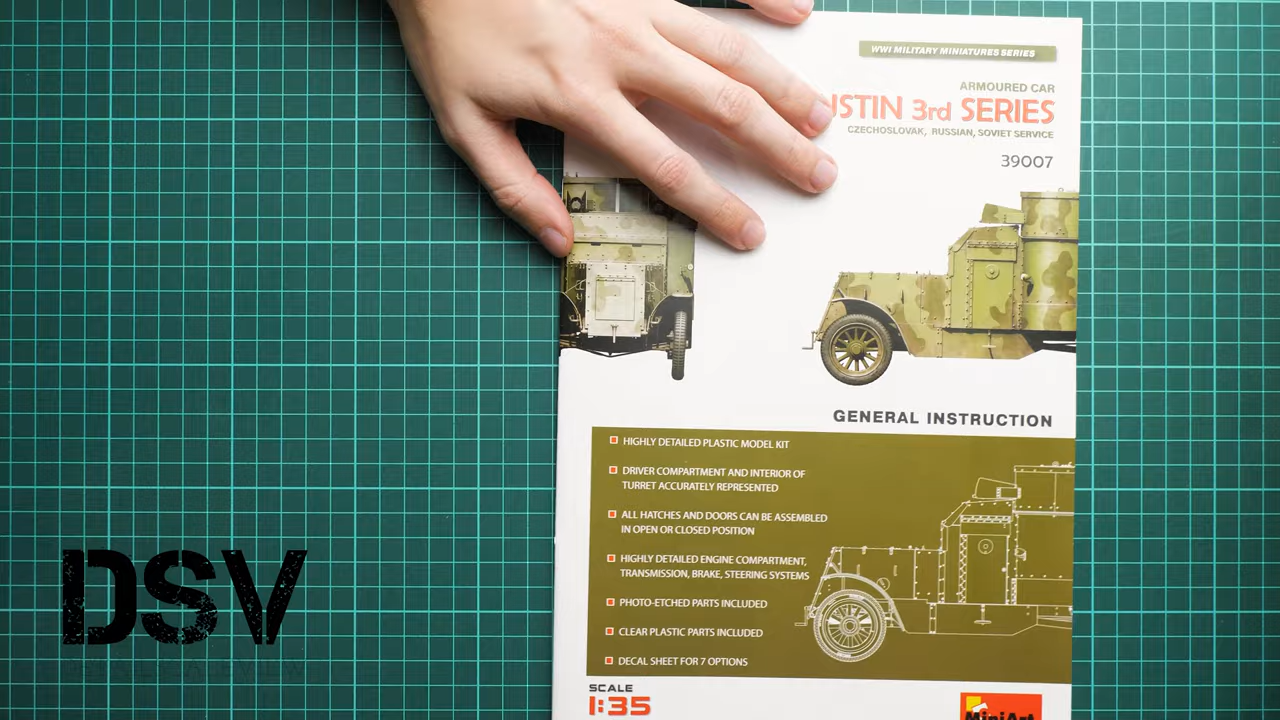 WWI MILITARY MINIATURES SERIES
ARMOURED CAR
USTIN 3rd SERIES
CZECHOSLOVAK, RUSSIAN, SOVIET SERVICE
39007
GENERAL INSTRUCTION
HIGHLY DETAILED PLASTIC MODEL KIT
DRIVER COMPARTMENT AND INTERIOR OF
TURRET ACCURATELY REPRESENTED
ALL HATCHES AND DOORS CAN BE ASSEMBLED
IN OPEN OR CLOSED POSITION
HIGHLY DETAILED ENGINE COMPARTMENT,
TRANSMISSION, BRAKE, STEERING SYSTEMS
PHOTO-ETCHED PARTS INCLUDED
CLEAR PLASTIC PARTS INCLUDED
DECAL SHEET FOR 7 OPTIONS
SCALE
1:35
MiniArt
DSV